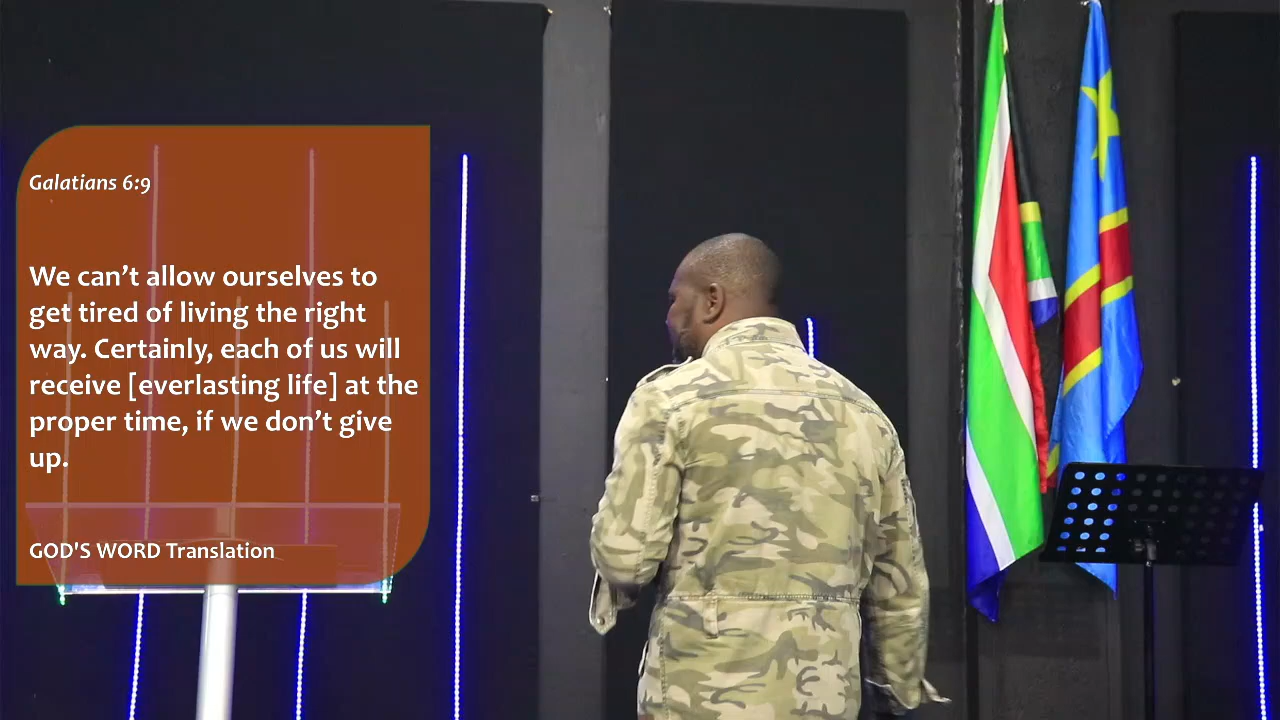 Galatians 6:9
We can’t allow ourselves to
get tired of living the right
way. Certainly, each of us will
receive [everlasting life] at the
proper time, if we don’t give
up.
GOD'S WORD Translation